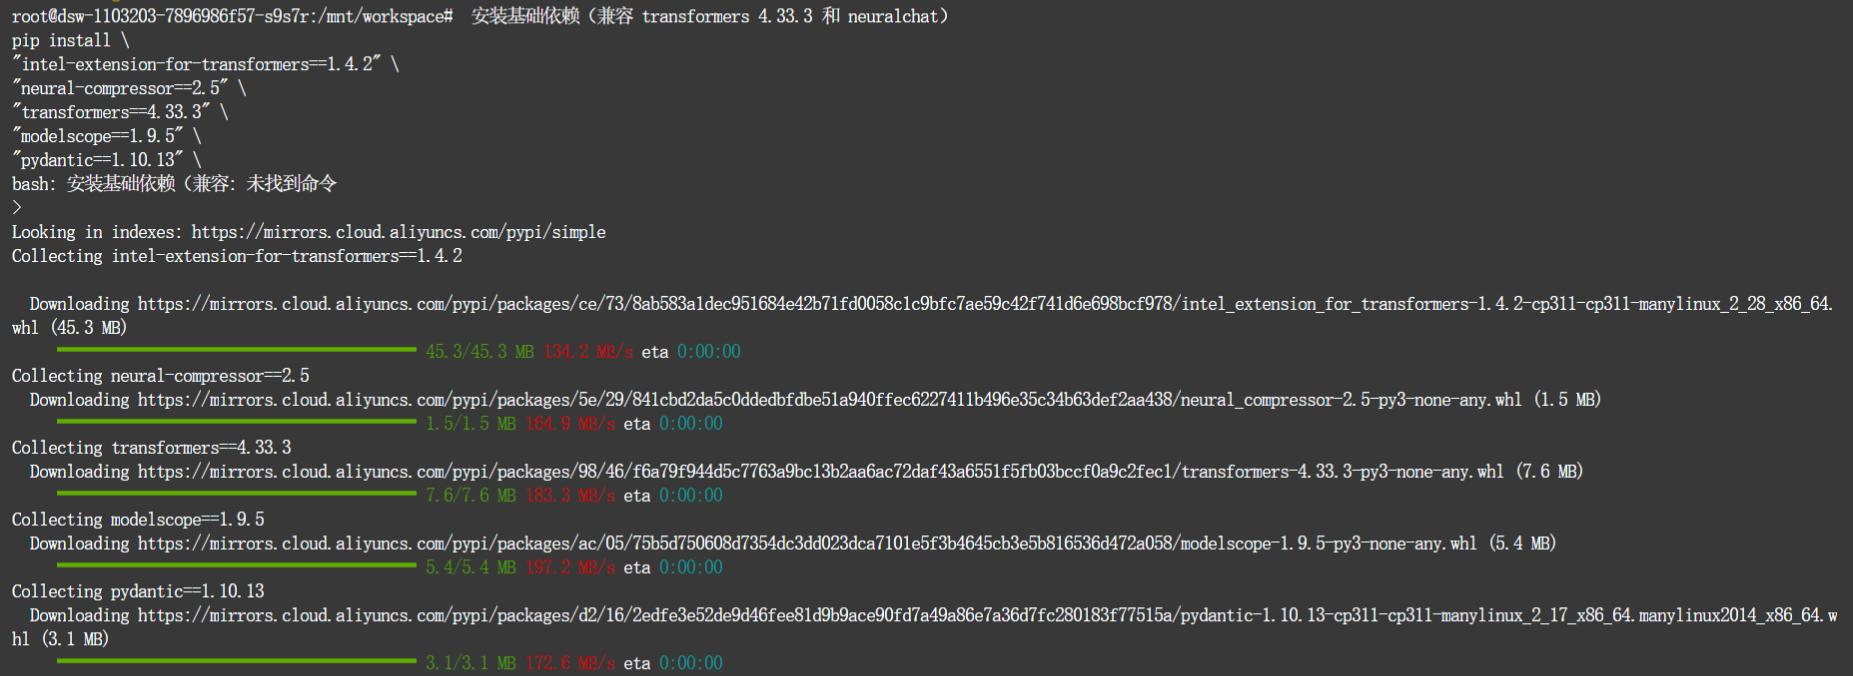 root@dsw-1103203-7896986f57-s9s7r:/mnt/workspace#  安装基础依赖（兼容 transformers 4.33.3 和 neuralchat）
pip install \
"intel-extension-for-transformers==1.4.2" \
"neural-compressor==2.5" \
"transformers==4.33.3" \
"modelscope==1.9.5" \
"pydantic==1.10.13" \
bash: 安装基础依赖（兼容: 未找到命令
>
Looking in indexes: https://mirrors.cloud.aliyuncs.com/pypi/simple
Collecting intel-extension-for-transformers==1.4.2
  Downloading https://mirrors.cloud.aliyuncs.com/pypi/packages/ce/73/8ab583a1dec951684e42b71fd0058c1c9bfc7ae59c42f741d6e698bcf978/intel_extension_for_transformers-1.4.2-cp311-cp311-manylinux_2_28_x86_64.
whl (45.3 MB)
45.3/45.3 MB 134.2 MB/s eta 0:00:00
Collecting neural-compressor==2.5
  Downloading https://mirrors.cloud.aliyuncs.com/pypi/packages/5e/29/841cbd2da5c0ddedbfdbe51a940ffec6227411b496e35c34b63def2aa438/neural_compressor-2.5-py3-none-any.whl (1.5 MB)
1.5/1.5 MB 164.9 MB/s eta 0:00:00
Collecting transformers==4.33.3
  Downloading https://mirrors.cloud.aliyuncs.com/pypi/packages/98/46/f6a79f944d5c7763a9bc13b2aa6ac72daf43a6551f5fb03bccf0a9c2fec1/transformers-4.33.3-py3-none-any.whl (7.6 MB)
7.6/7.6 MB 183.3 MB/s eta 0:00:00
Collecting modelscope==1.9.5
  Downloading https://mirrors.cloud.aliyuncs.com/pypi/packages/ac/05/75b5d750608d7354dc3dd023dca7101e5f3b4645cb3e5b816536d472a058/modelscope-1.9.5-py3-none-any.whl (5.4 MB)
5.4/5.4 MB 197.2 MB/s eta 0:00:00
Collecting pydantic==1.10.13
  Downloading https://mirrors.cloud.aliyuncs.com/pypi/packages/d2/16/2edfe3e52de9d46fee81d9b9ace90fd7a49a86e7a36d7fc280183f77515a/pydantic-1.10.13-cp311-cp311-manylinux_2_17_x86_64.manylinux2014_x86_64.w
hl (3.1 MB)
3.1/3.1 MB 172.6 MB/s eta 0:00:00